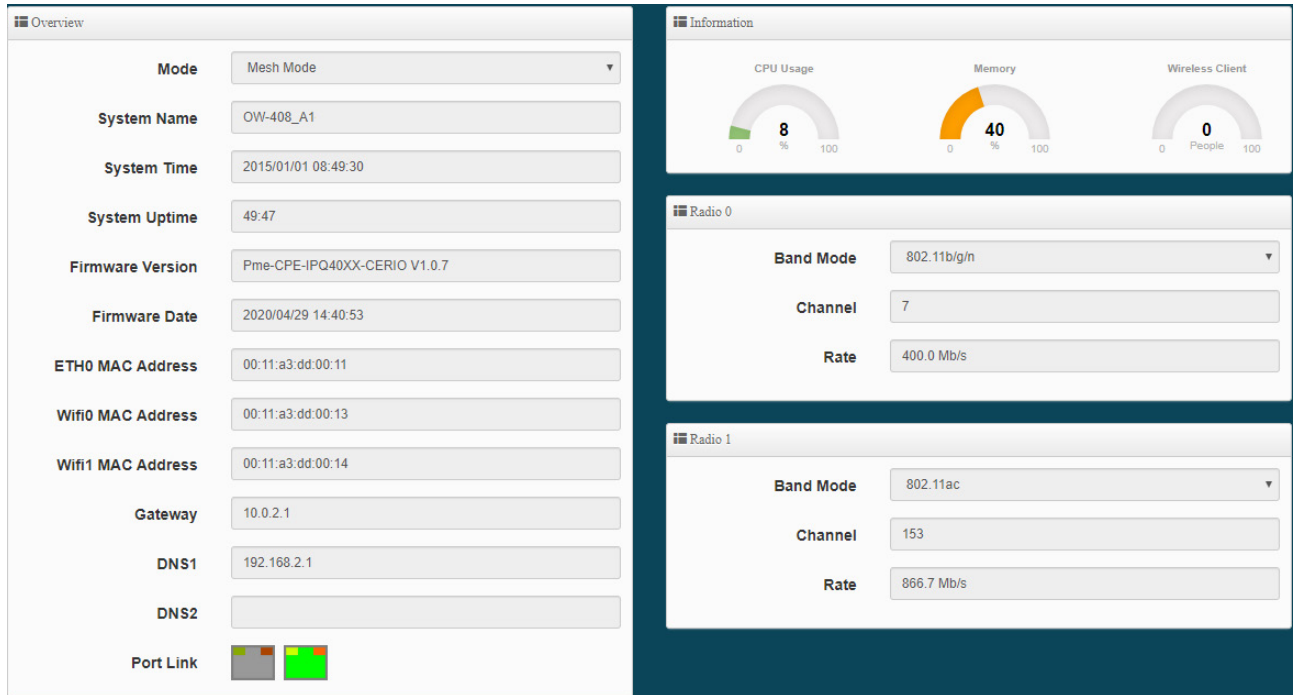 Overview
Mode Mesh Mode
System Name OW-408_A1
System Time 2015/01/01 08:49:30
System Uptime 49:47
Firmware Version Pme-CPE-IPQ40XX-CERIO V1.0.7
Firmware Date 2020/04/29 14:40:53
ETH0 MAC Address 00:11:a3:dd:00:11
Wifi0 MAC Address 00:11:a3:dd:00:13
Wifi1 MAC Address 00:11:a3:dd:00:14
Gateway 10.0.2.1
DNS1 192.168.2.1
DNS2
Port Link
Information
CPU Usage Memory Wireless Client
8 40 0
0 % 100 0 % 100 0 People 100
Radio 0
Band Mode 802.11b/g/n
Channel 7
Rate 400.0 Mb/s
Radio 1
Band Mode 802.11ac
Channel 153
Rate 866.7 Mb/s